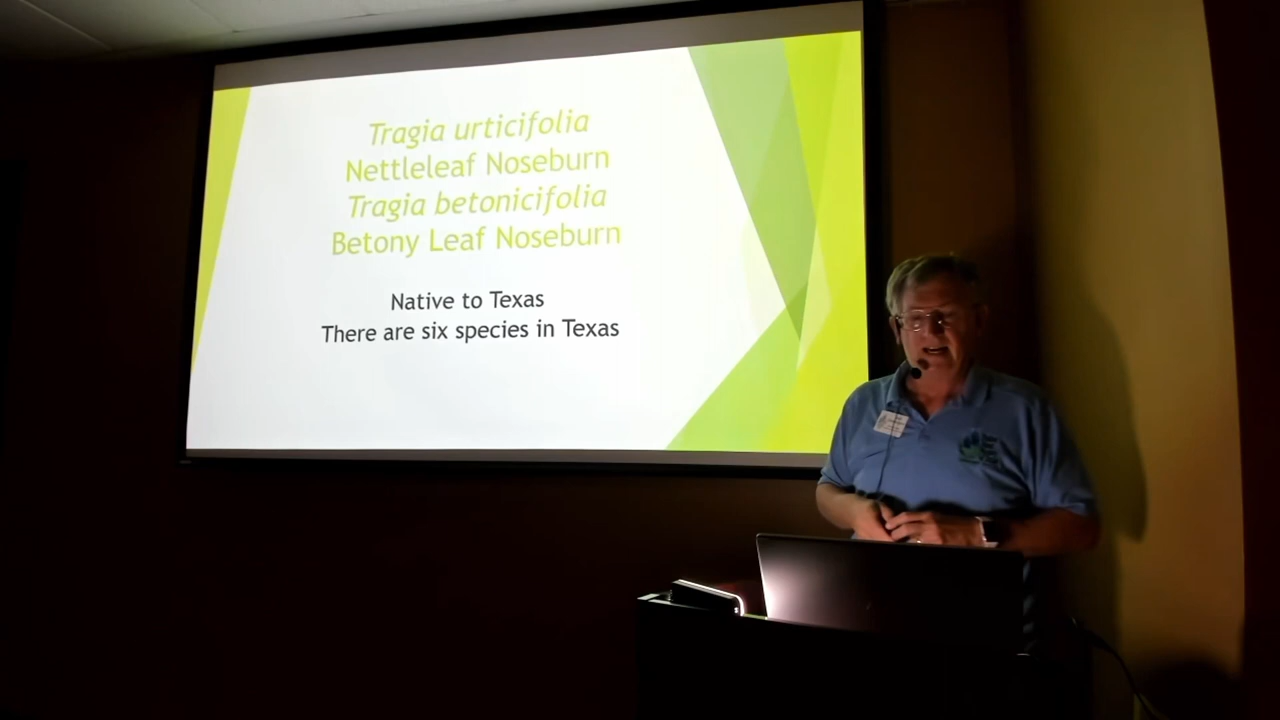 Tragia urticifolia
Nettleleaf Noseburn
Tragia betonicifolia
Betony Leaf Noseburn
Native to Texas
There are six species in Texas